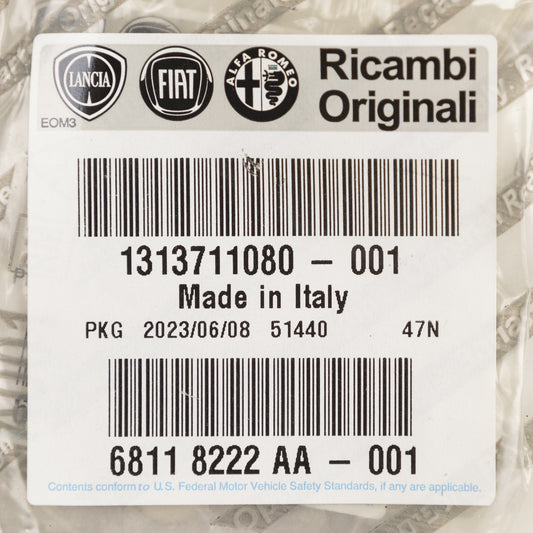 LANCIA
FIAT
ALFA ROMEO
Ricambi
Originali
EOM3
1313711080 - 001
Made in Italy
PKG 2023/06/08 51440 47N
6811 8222 AA - 001
Contents conform to U.S. Federal Motor Vehicle Safety Standards, if any are applicable.